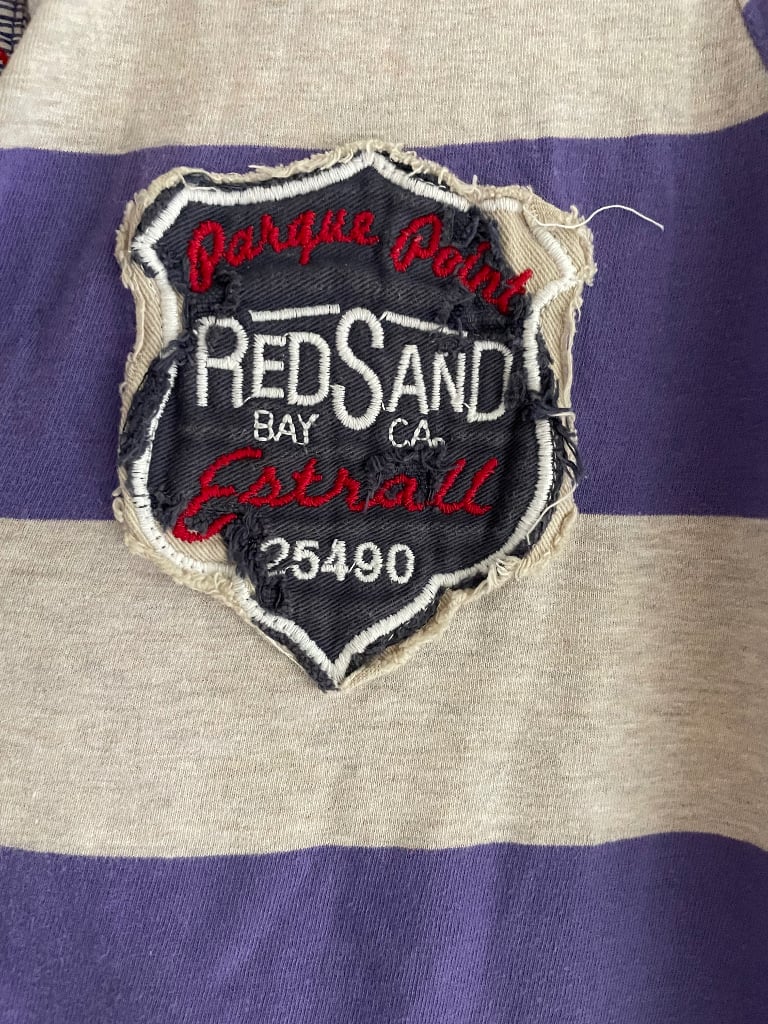 Parque Point
REDSAND
BAY CA.
Estrall
25490